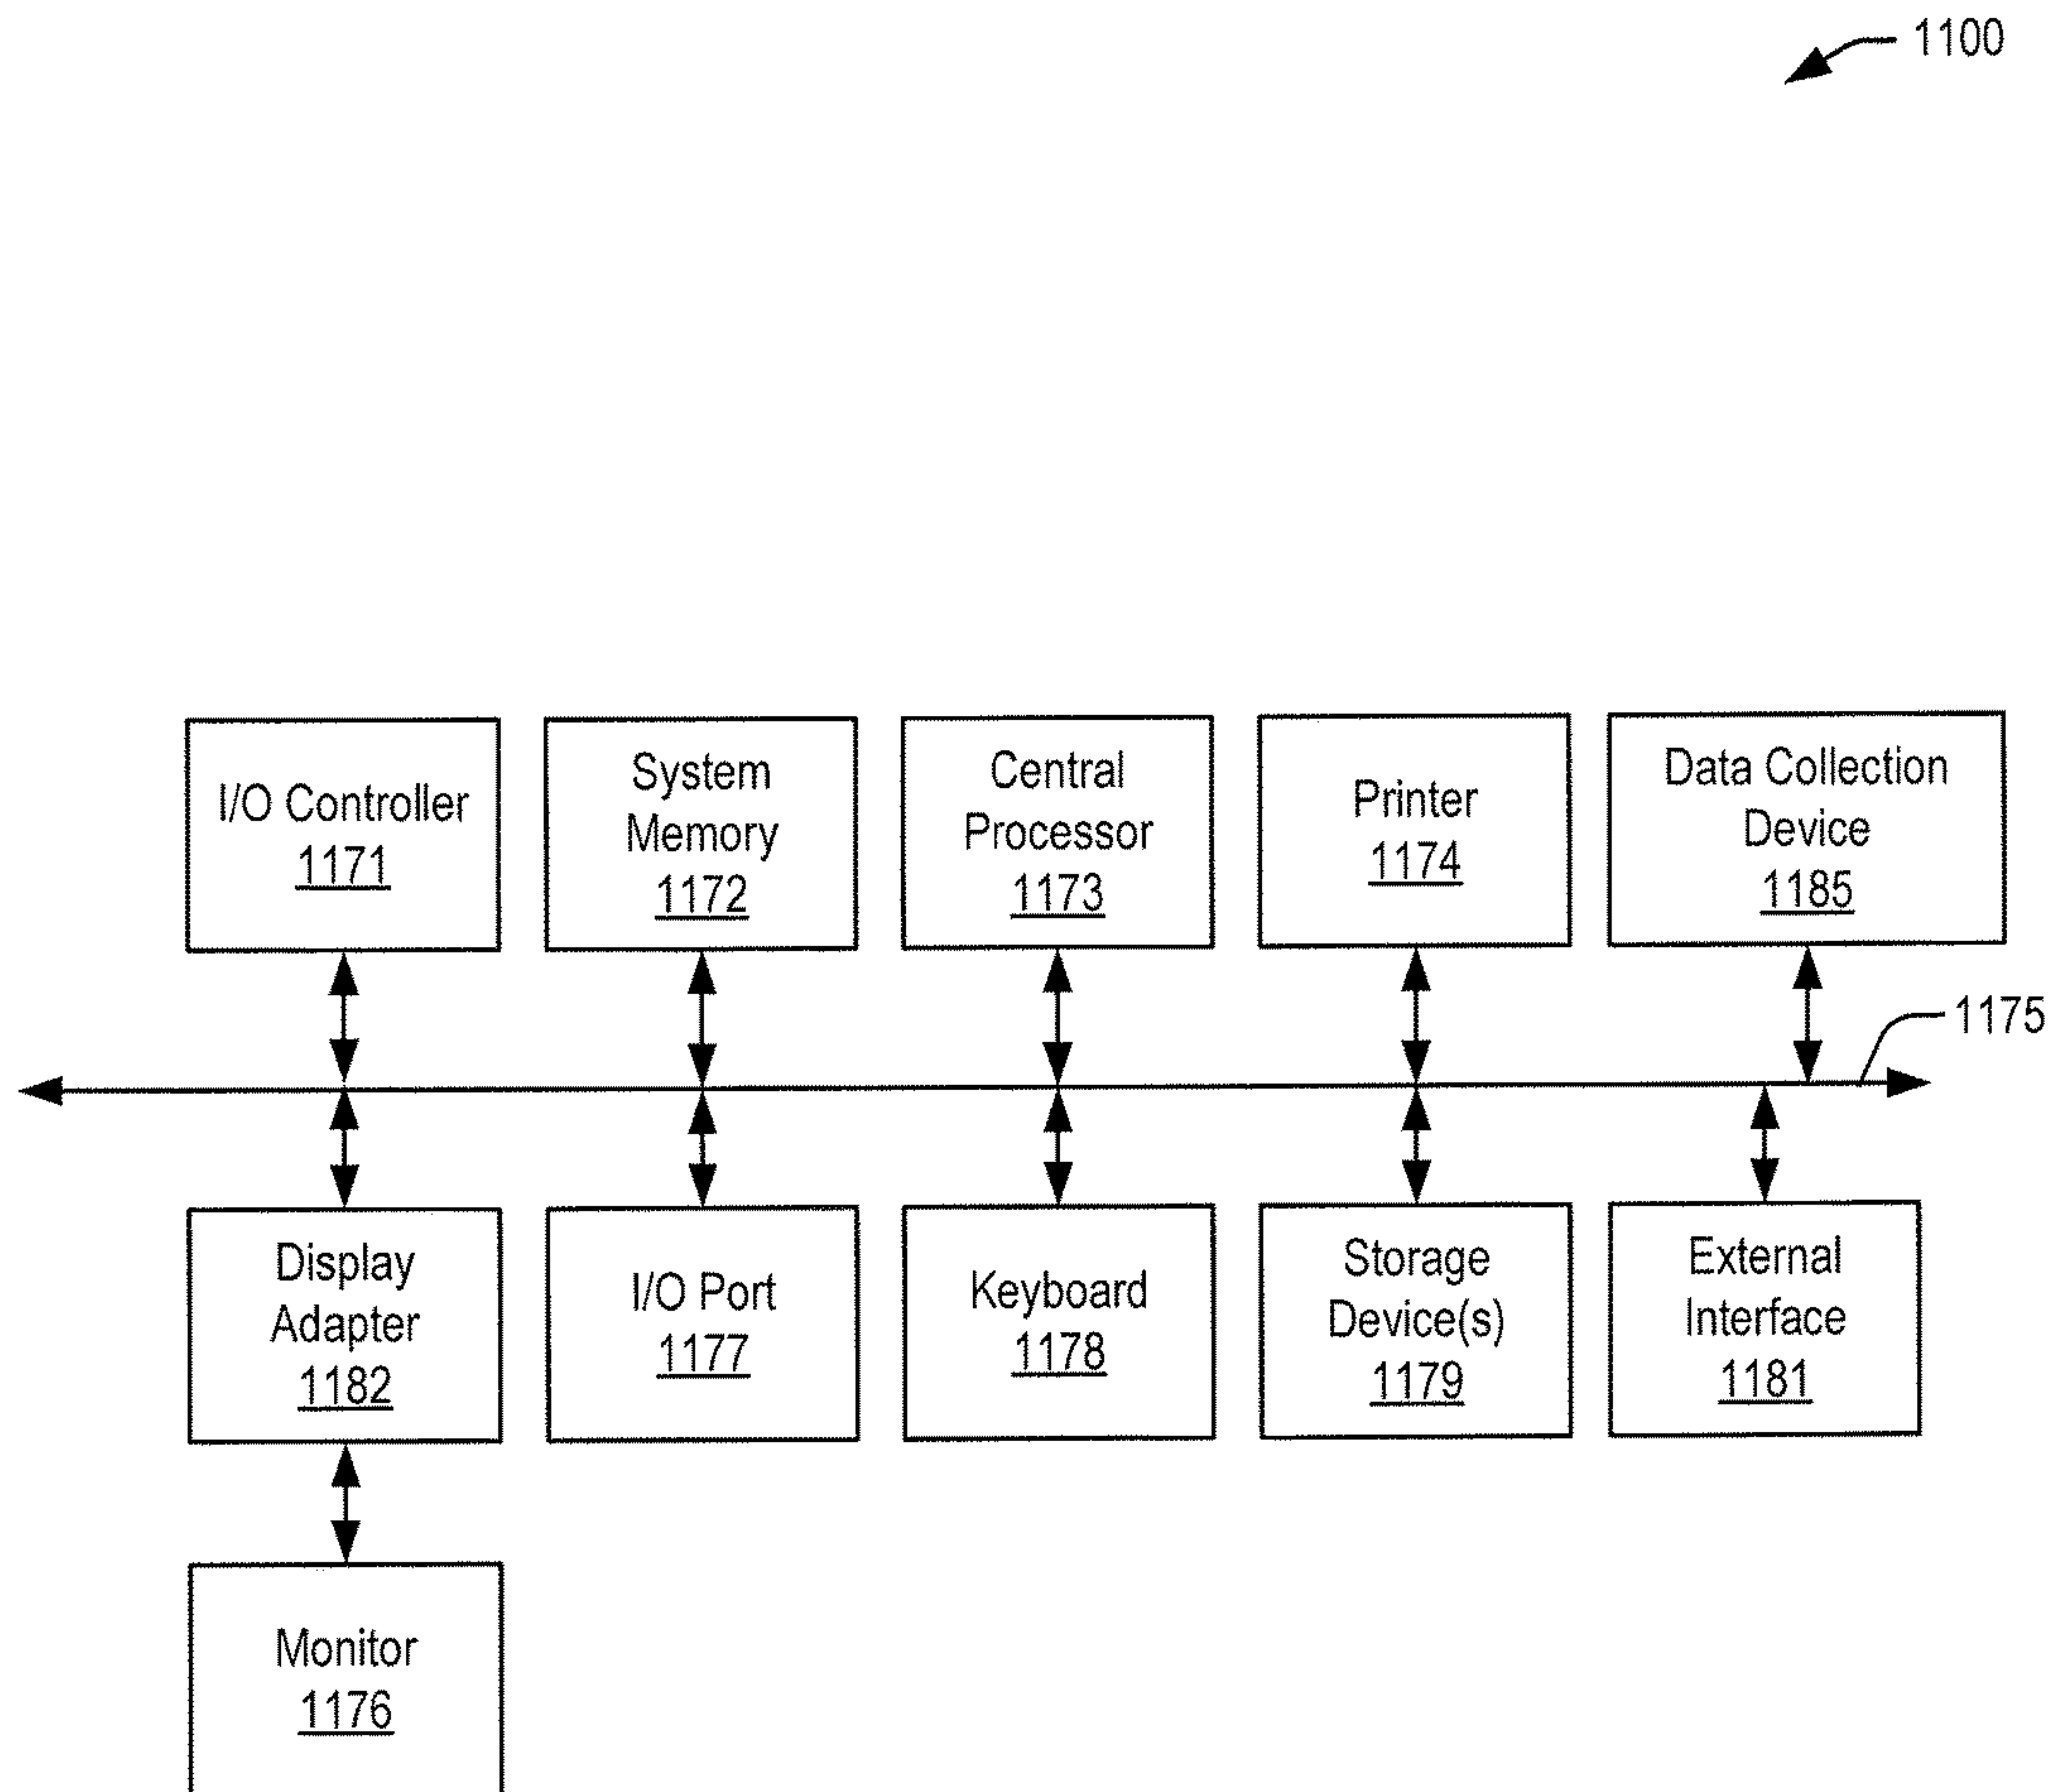 1100
I/O Controller
1171
System
Memory
1172
Central
Processor
1173
Printer
1174
Data Collection
Device
1185
1175
Display
Adapter
1182
I/O Port
1177
Keyboard
1178
Storage
Device(s)
1179
External
Interface
1181
Monitor
1176